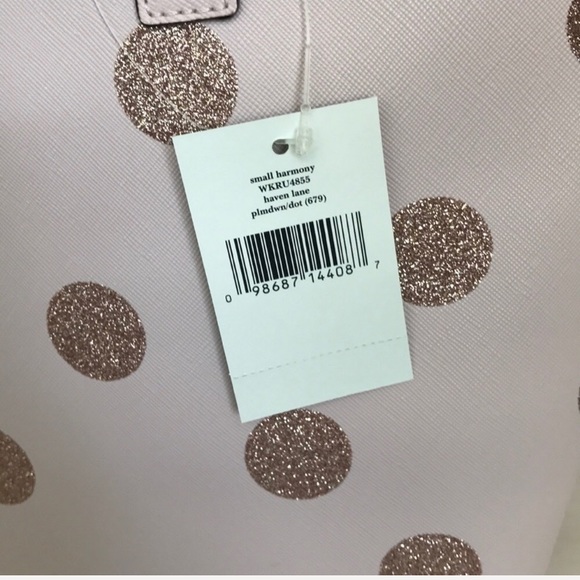 small harmony
WKRU4855
haven lane
plmdwn/dot (679)
0 98687 14408 7